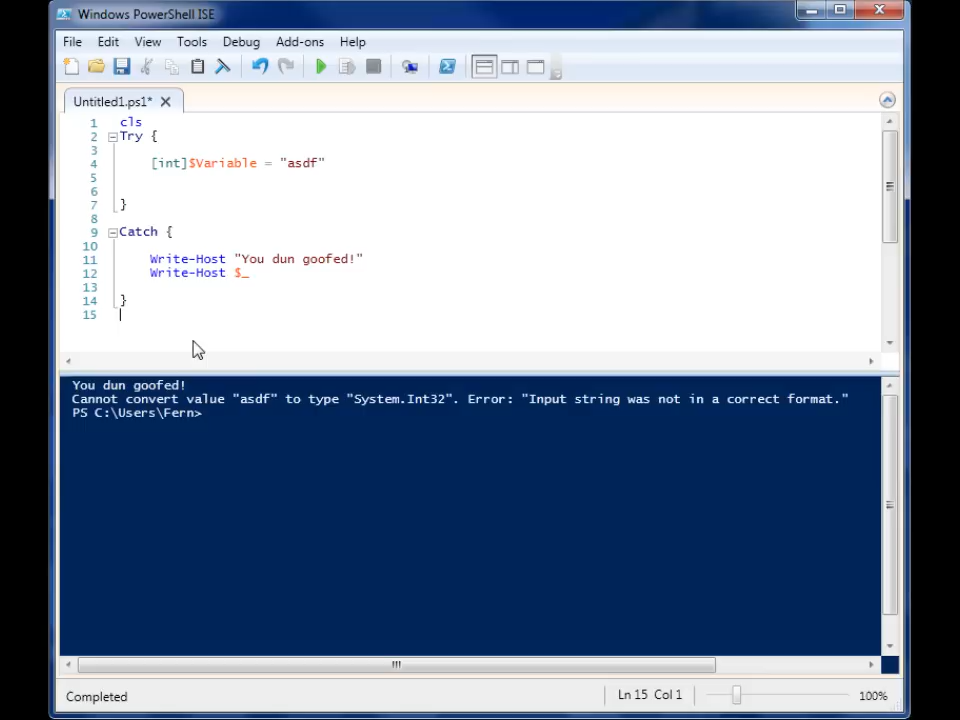 Windows PowerShell ISE
File Edit View Tools Debug Add-ons Help
Untitled1.ps1*
1 cls
2 Try {
3
4 [int]$Variable = "asdf"
5
6
7 }
8
9 Catch {
10
11 Write-Host "You dun goofed!"
12 Write-Host $_
13
14 }
15
You dun goofed!
Cannot convert value "asdf" to type "System.Int32". Error: "Input string was not in a correct format."
PS C:\Users\Fern>
Completed Ln 15 Col 1 100%